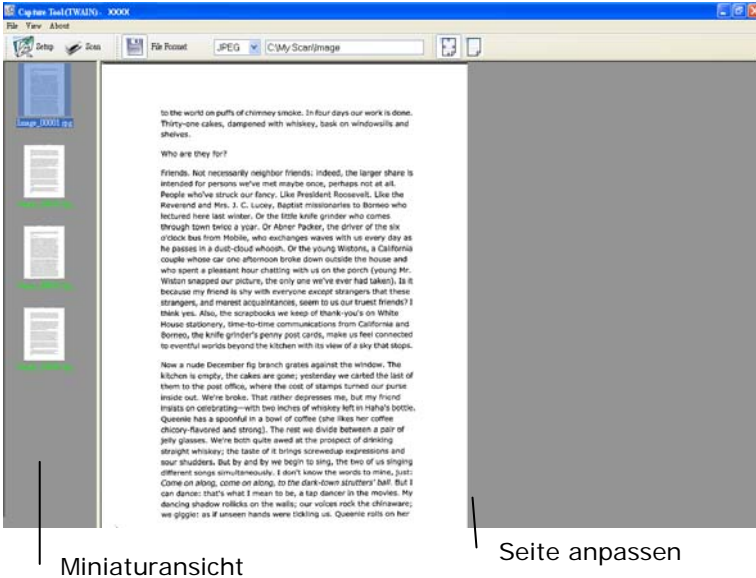 Capture Tool (TWAIN)- XXXX
File View About
Setup Scan File Format JPEG C:\My Scan\Image
Image_00001.jpg
to the world on puffs of chimney smoke. In four days our work is done.
Thirty-one cakes, dampened with whiskey, bask on windowsills and
shelves.
Who are they for?
Friends. Not necessarily neighbor friends: indeed, the larger share is
intended for persons we've met maybe once, perhaps not at all.
People who've struck our fancy. Like President Roosevelt. Like the
Reverend and Mrs. J. C. Lucey, Baptist missionaries to Borneo who
lectured here last winter. Or the little knife grinder who comes
through town twice a year. Or Abner Packer, the driver of the six
o'clock bus from Mobile, who exchanges waves with us every day as
he passes in a dust-cloud whoosh. Or the young Wistons, a California
couple whose car one afternoon broke down outside the house and
who spent a pleasant hour chatting with us on the porch (young Mr.
Wiston snapped our picture, the only one we've ever had taken). Is it
because my friend is shy with everyone except strangers that these
strangers, and merest acquaintances, seem to us our truest friends? I
think yes. Also, the scrapbooks we keep of thank-you's on White
House stationery, time-to-time communications from California and
Borneo, the knife grinder's penny post cards, make us feel connected
to eventful worlds beyond the kitchen with its view of a sky that stops.
Now a nude December fig branch grates against the window. The
kitchen is empty, the cakes are gone; yesterday we carted the last of
them to the post office, where the cost of stamps turned our purse
inside out. We're broke. That rather depresses me, but my friend
insists on celebrating—with two inches of whiskey left in Haha's bottle.
Queenie has a spoonful in a bowl of coffee (she likes her coffee
chicory-flavored and strong). The rest we divide between a pair of
jelly glasses. We're both quite awed at the prospect of drinking
straight whiskey; the taste of it brings screwedup expressions and
sour shudders. But by and by we begin to sing, the two of us singing
different songs simultaneously. I don't know the words to mine, just:
Come on along, come on along, to the dark-town strutters' ball. But I
can dance: that's what I mean to be, a tap dancer in the movies. My
dancing shadow rollicks on the walls; our voices rock the chinaware;
we giggle: as if unseen hands were tickling us. Queenie rolls on her
Miniaturansicht
Seite anpassen